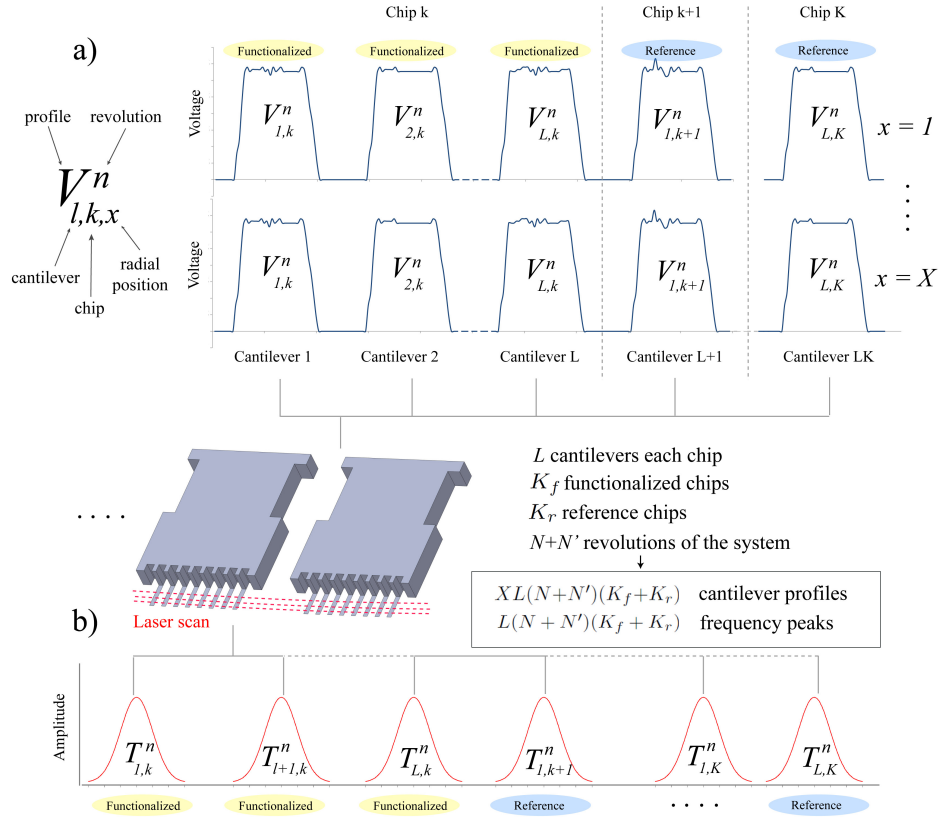 Chip k Chip k+1 Chip K
a)
Functionalized Functionalized Functionalized Reference Reference
Voltage
V^n_{1,k} V^n_{2,k} V^n_{L,k} V^n_{1,k+1} V^n_{L,K} x = 1
profile revolution
V^n_{l,k,x}
cantilever
chip
radial
position
. . . .
Voltage
V^n_{1,k} V^n_{2,k} V^n_{L,k} V^n_{1,k+1} V^n_{L,K} x = X
Cantilever 1 Cantilever 2 Cantilever L Cantilever L+1 Cantilever LK
L cantilevers each chip
K_f functionalized chips
K_r reference chips
N+N’ revolutions of the system
. . . .
XL(N+N′)(K_f+K_r) cantilever profiles
L(N + N′)(K_f + K_r) frequency peaks
Laser scan
b)
Amplitude
T^n_{1,k} T^n_{l+1,k} T^n_{L,k} T^n_{1,k+1} T^n_{1,K} T^n_{L,K}
Functionalized Functionalized Functionalized Reference . . . . Reference